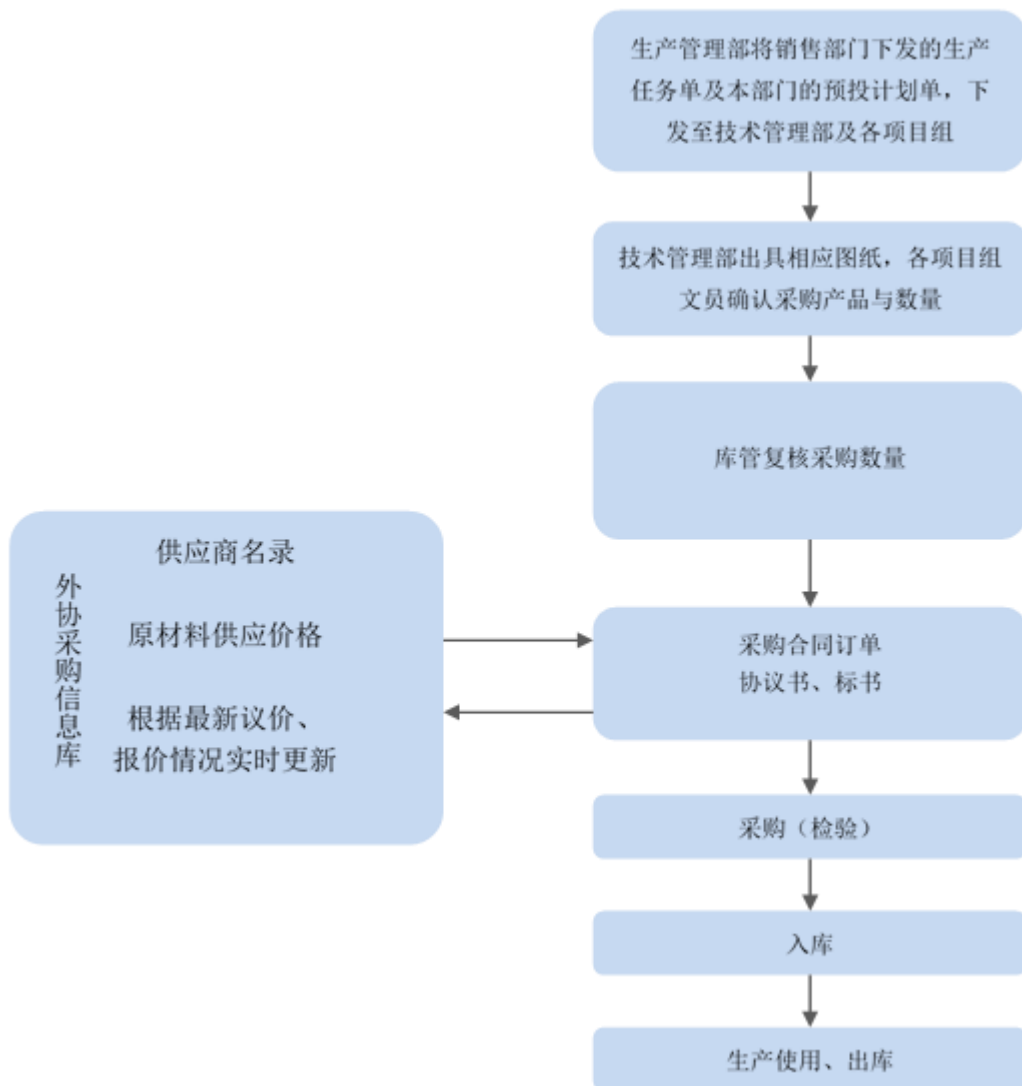 生产管理部将销售部门下发的生产
任务单及本部门的预投计划单，下
发至技术管理部及各项目组
技术管理部出具相应图纸，各项目组
文员确认采购产品与数量
库管复核采购数量
外协采购信息库
供应商名录
原材料供应价格
根据最新议价、
报价情况实时更新
采购合同订单
协议书、标书
采购（检验）
入库
生产使用、出库